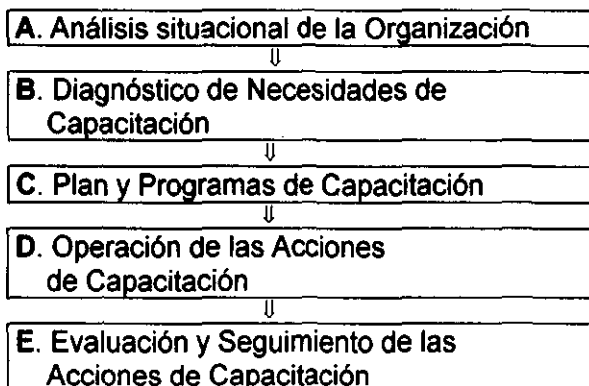 A. Análisis situacional de la Organización
⇓
B. Diagnóstico de Necesidades de
Capacitación
⇓
C. Plan y Programas de Capacitación
⇓
D. Operación de las Acciones
de Capacitación
⇓
E. Evaluación y Seguimiento de las
Acciones de Capacitación